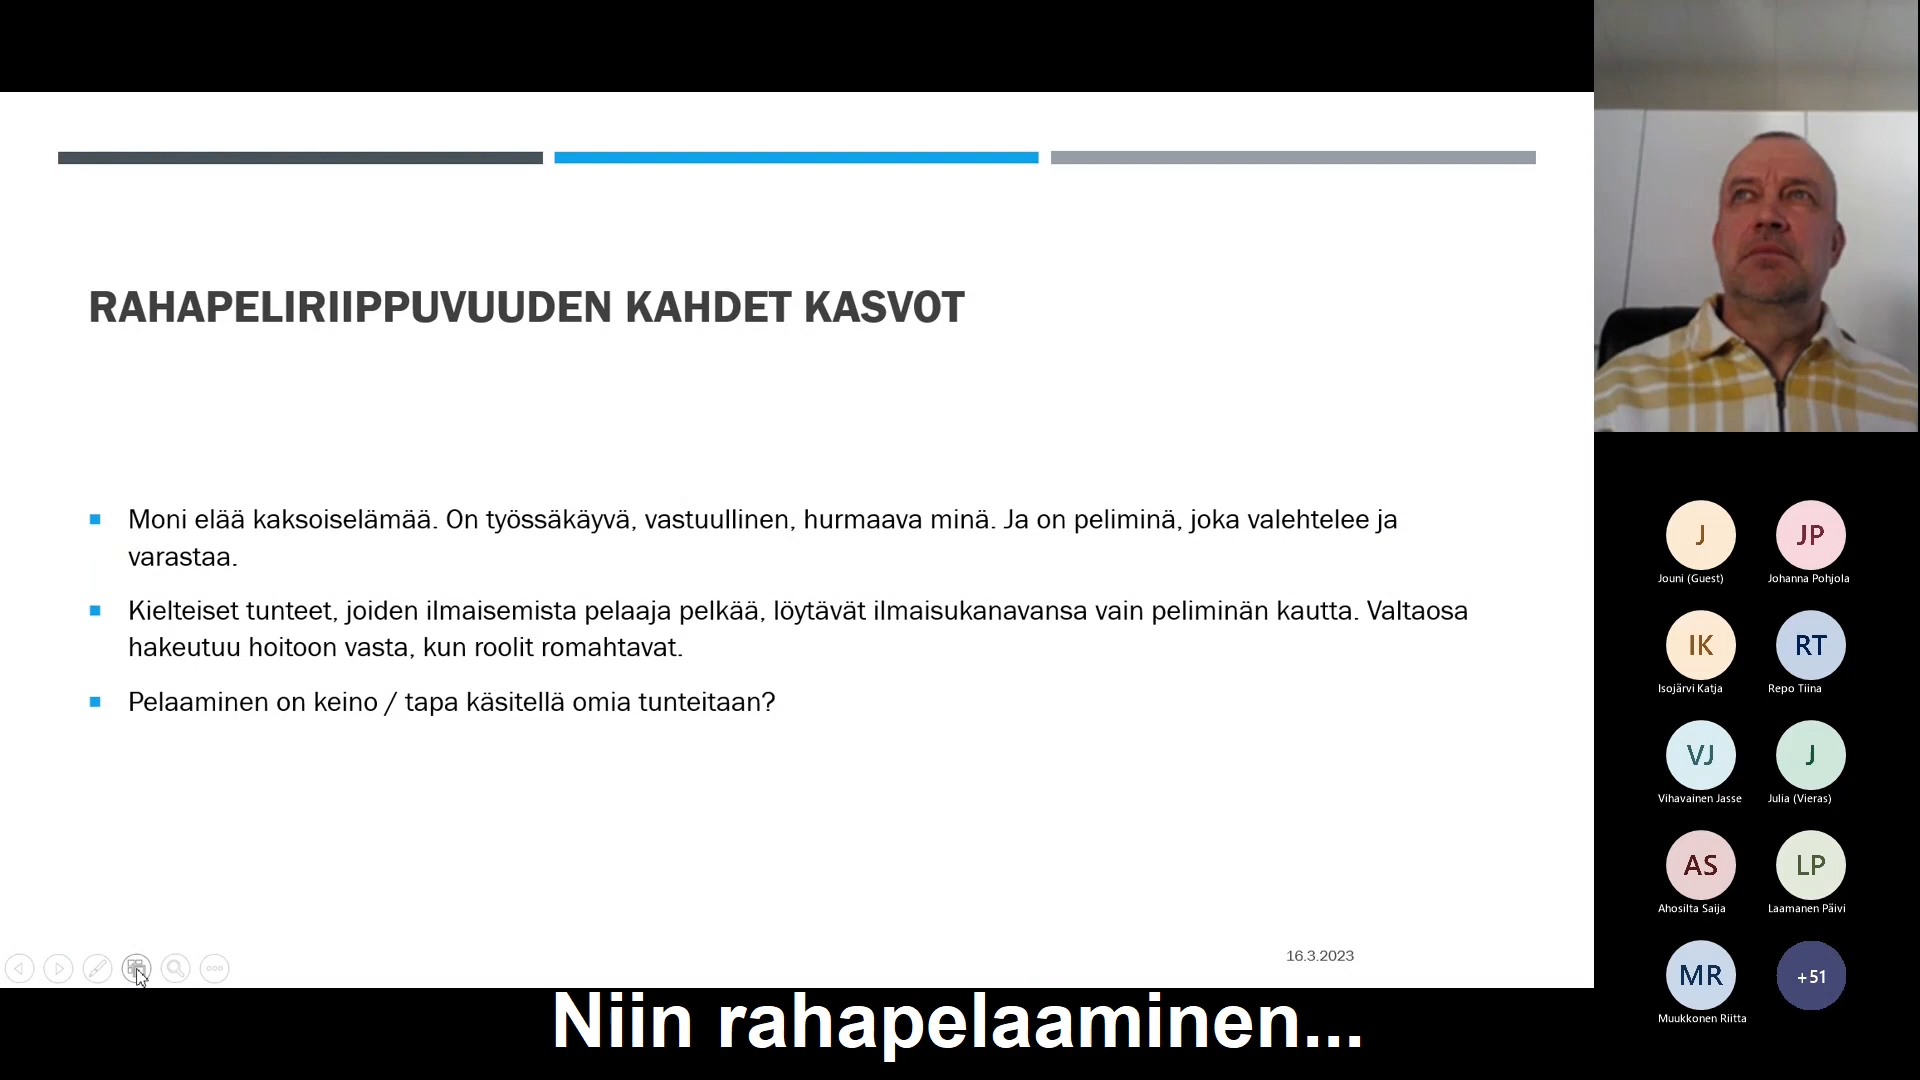 RAHAPELIRIIPPUVUUDEN KAHDET KASVOT
Moni elää kaksoiselämää. On työssäkäyvä, vastuullinen, hurmaava minä. Ja on peliminä, joka valehtelee ja
varastaa.
Kielteiset tunteet, joiden ilmaisemista pelaaja pelkää, löytävät ilmaisukanavansa vain peliminän kautta. Valtaosa
hakeutuu hoitoon vasta, kun roolit romahtavat.
Pelaaminen on keino / tapa käsitellä omia tunteitaan?
16.3.2023
J JP
Jouni (Guest) Johanna Pohjola
IK RT
Isojärvi Katja Repo Tiina
VJ J
Vihavainen Jasse Julia (Vieras)
AS LP
Ahosilta Saija Laamanen Päivi
MR +51
Muukkonen Riitta
Niin rahapelaaminen...